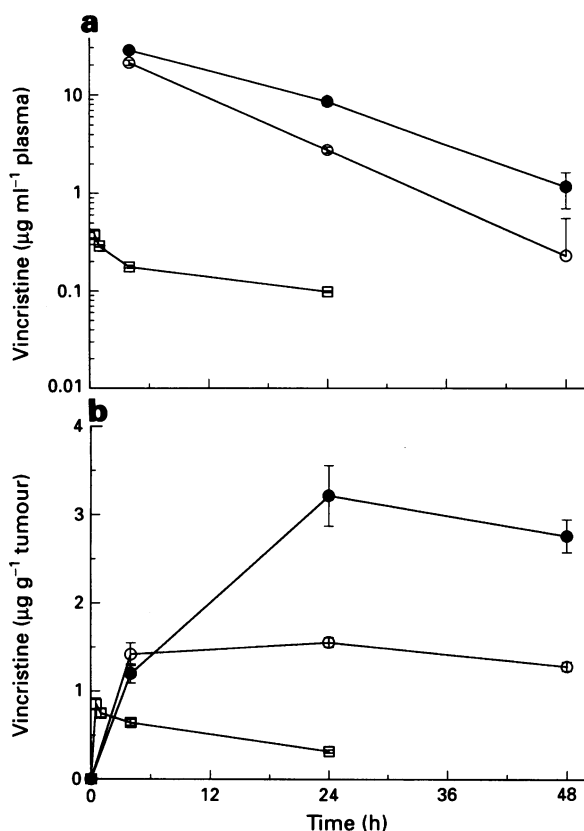 a
Vincristine (µg ml⁻¹ plasma)
10
1
0.1
0.01
b
Vincristine (µg g⁻¹ tumour)
4
3
2
1
0
0 12 24 36 48
Time (h)